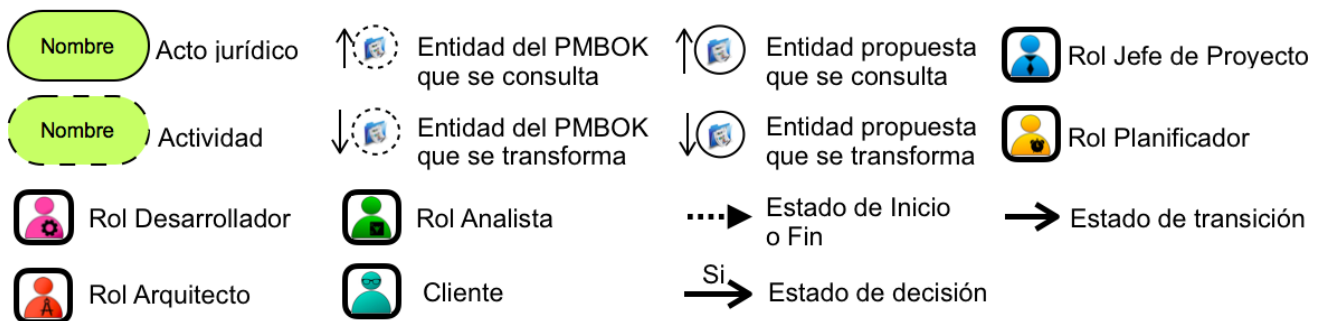 Nombre
Acto jurídico
Entidad del PMBOK
que se consulta
Entidad propuesta
que se consulta
Rol Jefe de Proyecto
Nombre
Actividad
Entidad del PMBOK
que se transforma
Entidad propuesta
que se transforma
Rol Planificador
Rol Desarrollador
Rol Analista
Estado de Inicio
o Fin
Estado de transición
Rol Arquitecto
Cliente
Si
Estado de decisión